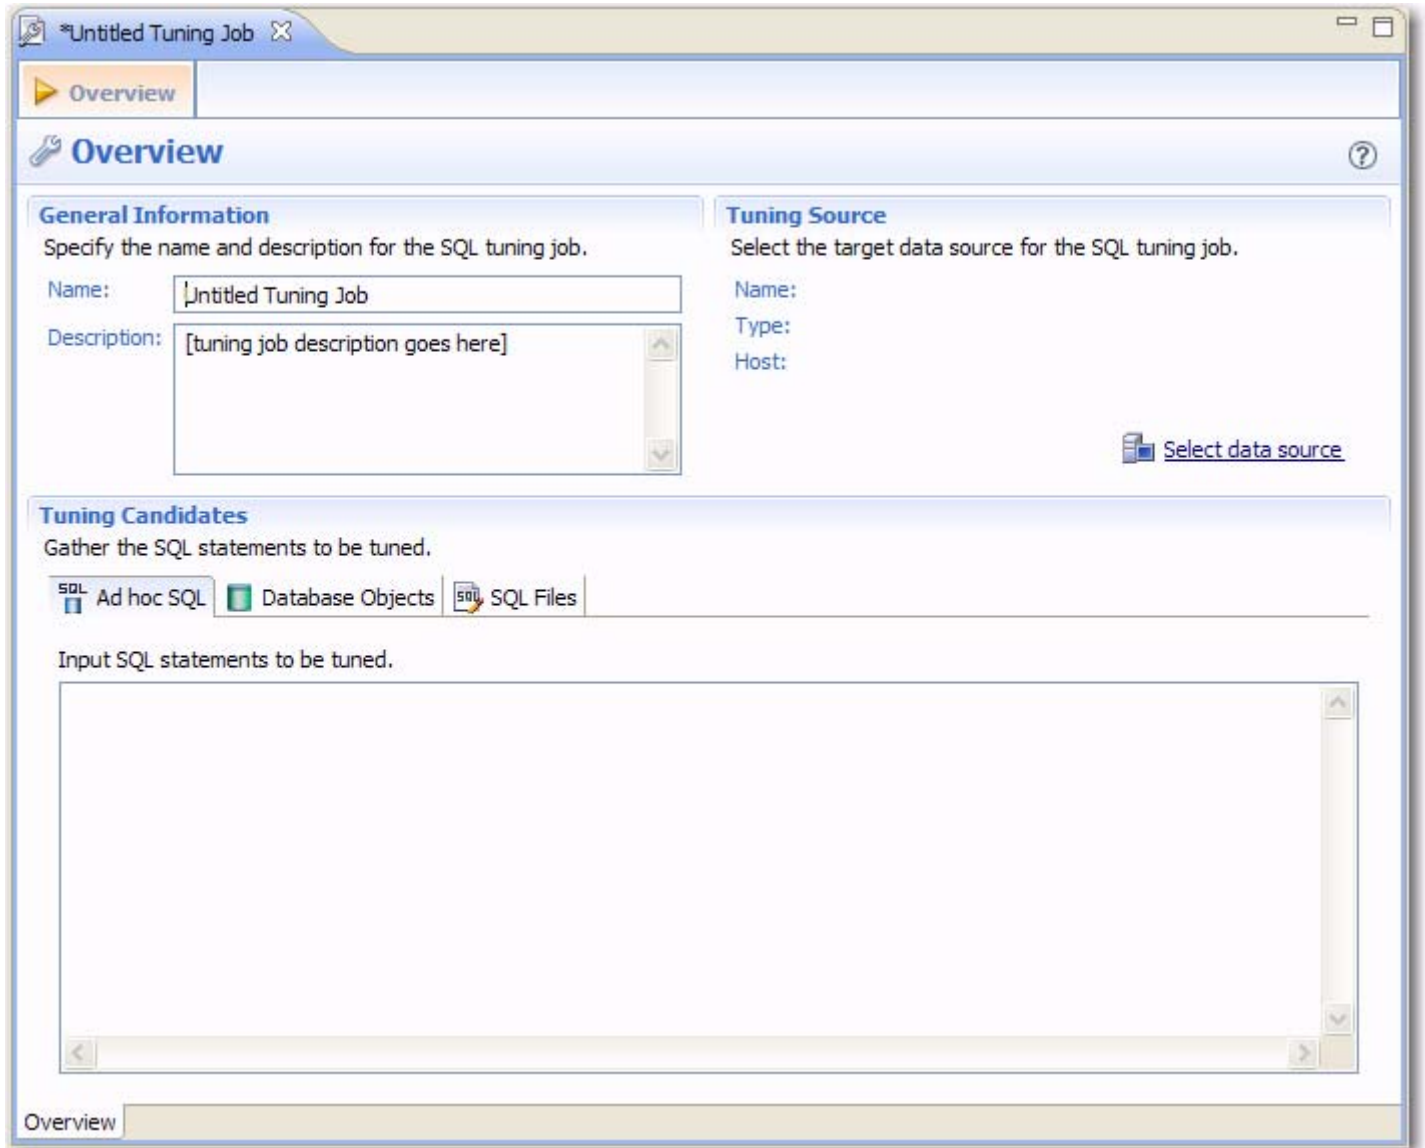 *Untitled Tuning Job
Overview
Overview
General Information
Specify the name and description for the SQL tuning job.
Name:
Untitled Tuning Job
Description:
[tuning job description goes here]
Tuning Source
Select the target data source for the SQL tuning job.
Name:
Type:
Host:
Select data source
Tuning Candidates
Gather the SQL statements to be tuned.
SQL Ad hoc SQL Database Objects SQL SQL Files
Input SQL statements to be tuned.
Overview